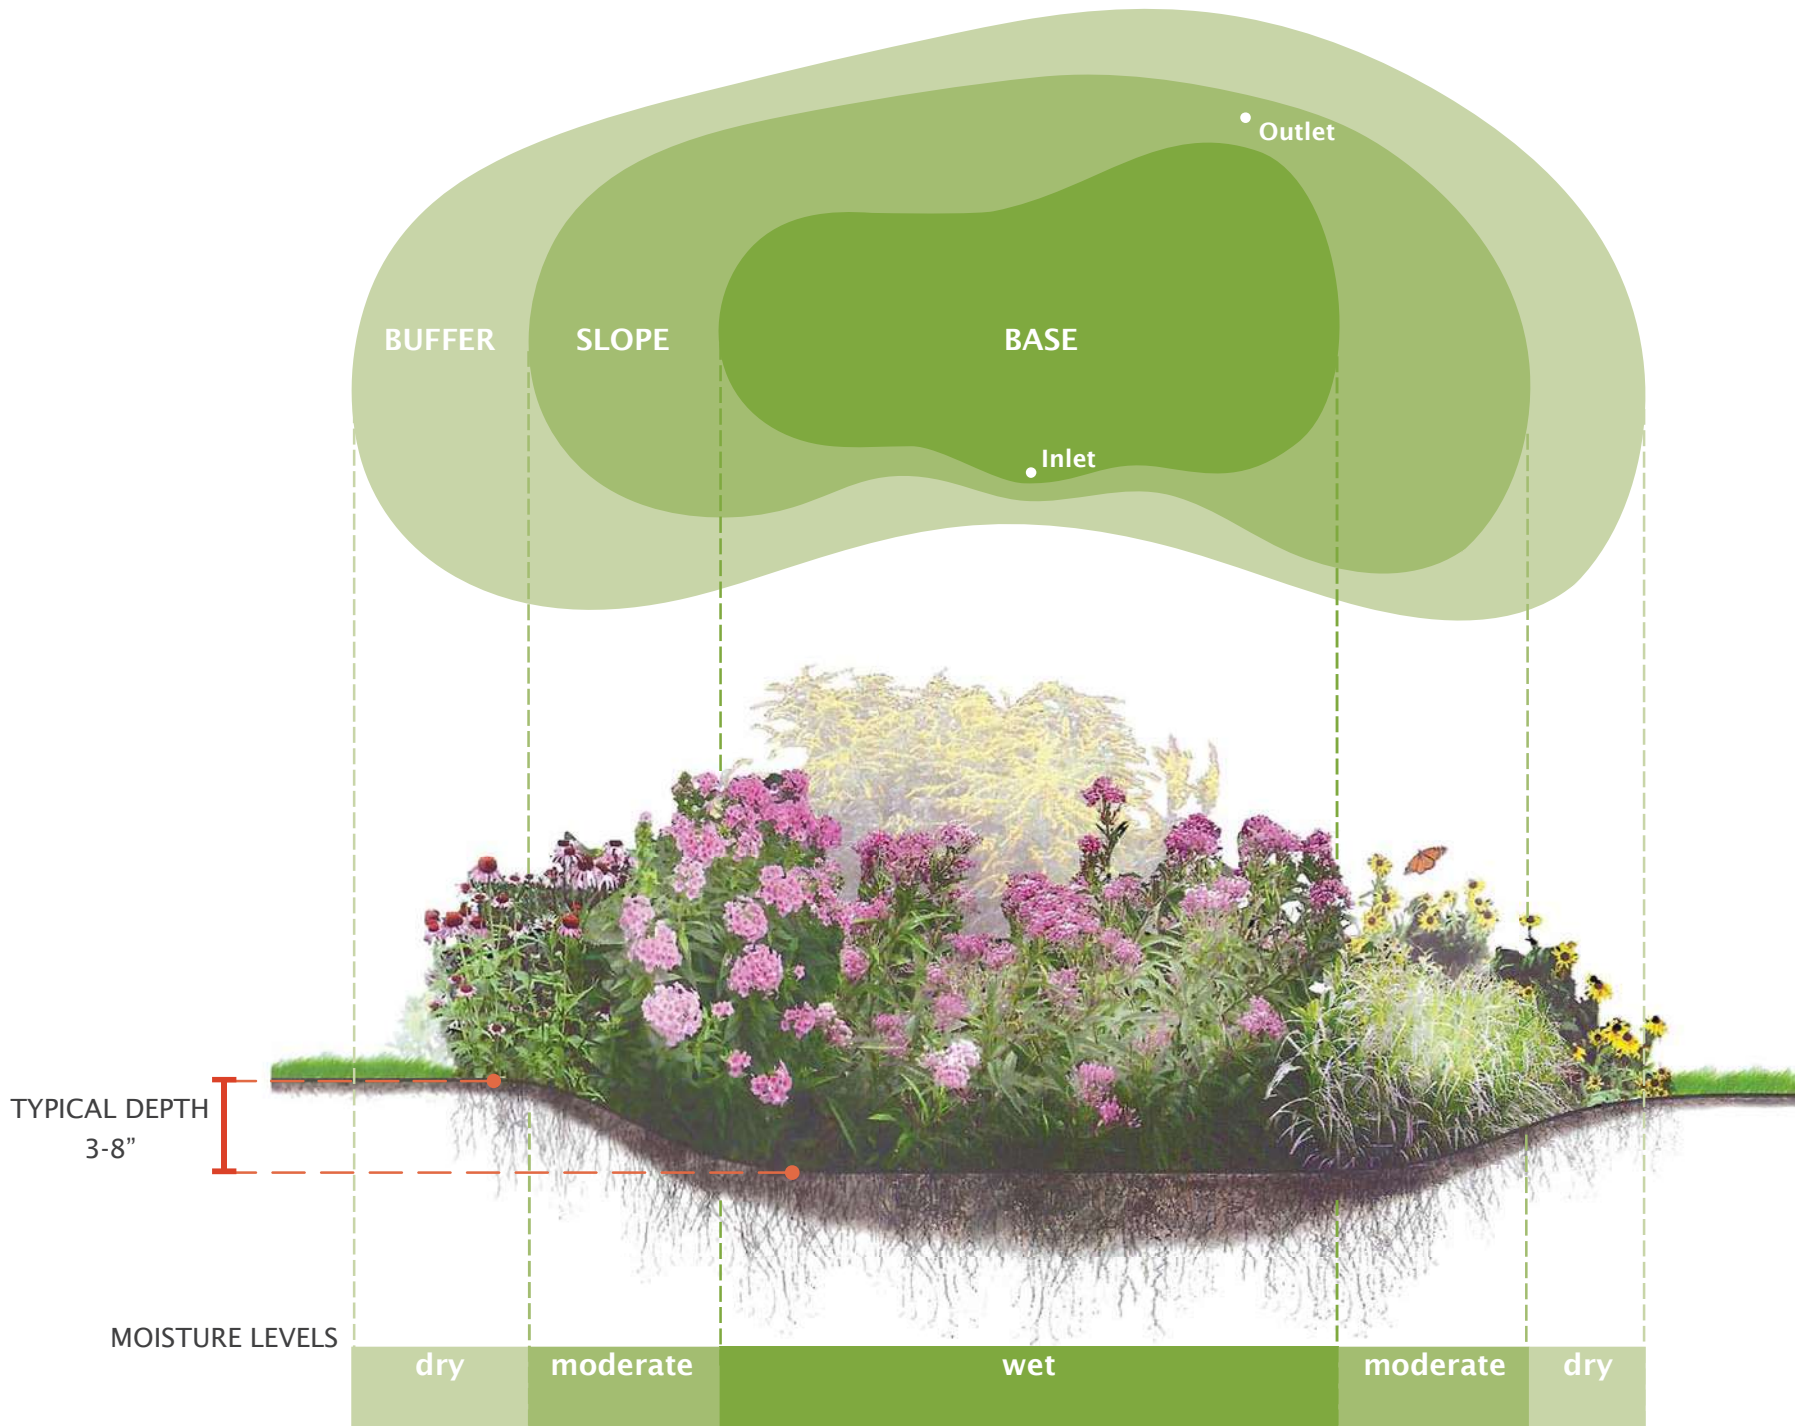 Outlet
BUFFER
SLOPE
BASE
Inlet
TYPICAL DEPTH
3-8”
MOISTURE LEVELS
dry
moderate
wet
moderate
dry